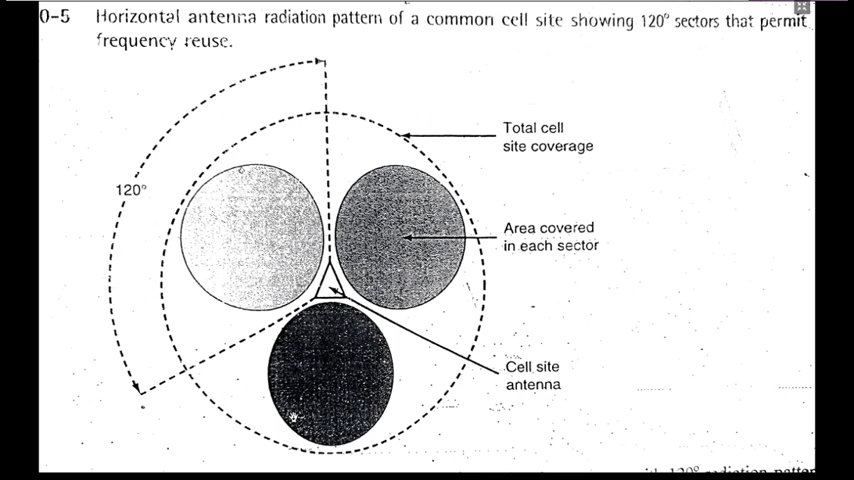 0-5 Horizontal antenna radiation pattern of a common cell site showing 120° sectors that permit
frequency reuse.
Total cell
site coverage
120°
Area covered
in each sector
Cell site
antenna